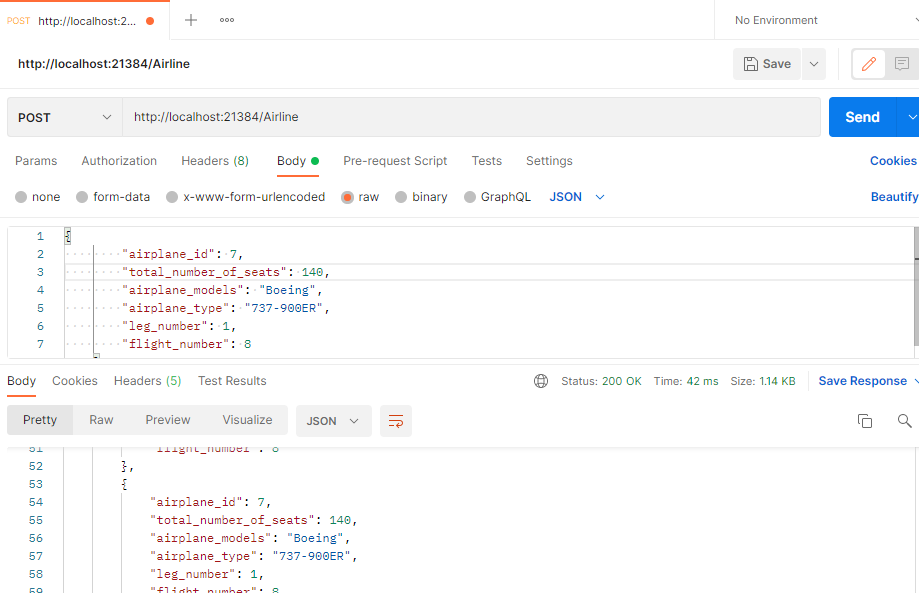 POST http://localhost:2...
No Environment
http://localhost:21384/Airline
Save
POST http://localhost:21384/Airline Send
Params Authorization Headers (8) Body Pre-request Script Tests Settings Cookies
none form-data x-www-form-urlencoded raw binary GraphQL JSON Beautify
1 {
2 "airplane_id": 7,
3 "total_number_of_seats": 140,
4 "airplane_models": "Boeing",
5 "airplane_type": "737-900ER",
6 "leg_number": 1,
7 "flight_number": 8
Body Cookies Headers (5) Test Results Status: 200 OK Time: 42 ms Size: 1.14 KB Save Response
Pretty Raw Preview Visualize JSON
51 "flight_number": 8
52 },
53 {
54 "airplane_id": 7,
55 "total_number_of_seats": 140,
56 "airplane_models": "Boeing",
57 "airplane_type": "737-900ER",
58 "leg_number": 1,
59 "flight_number": 8